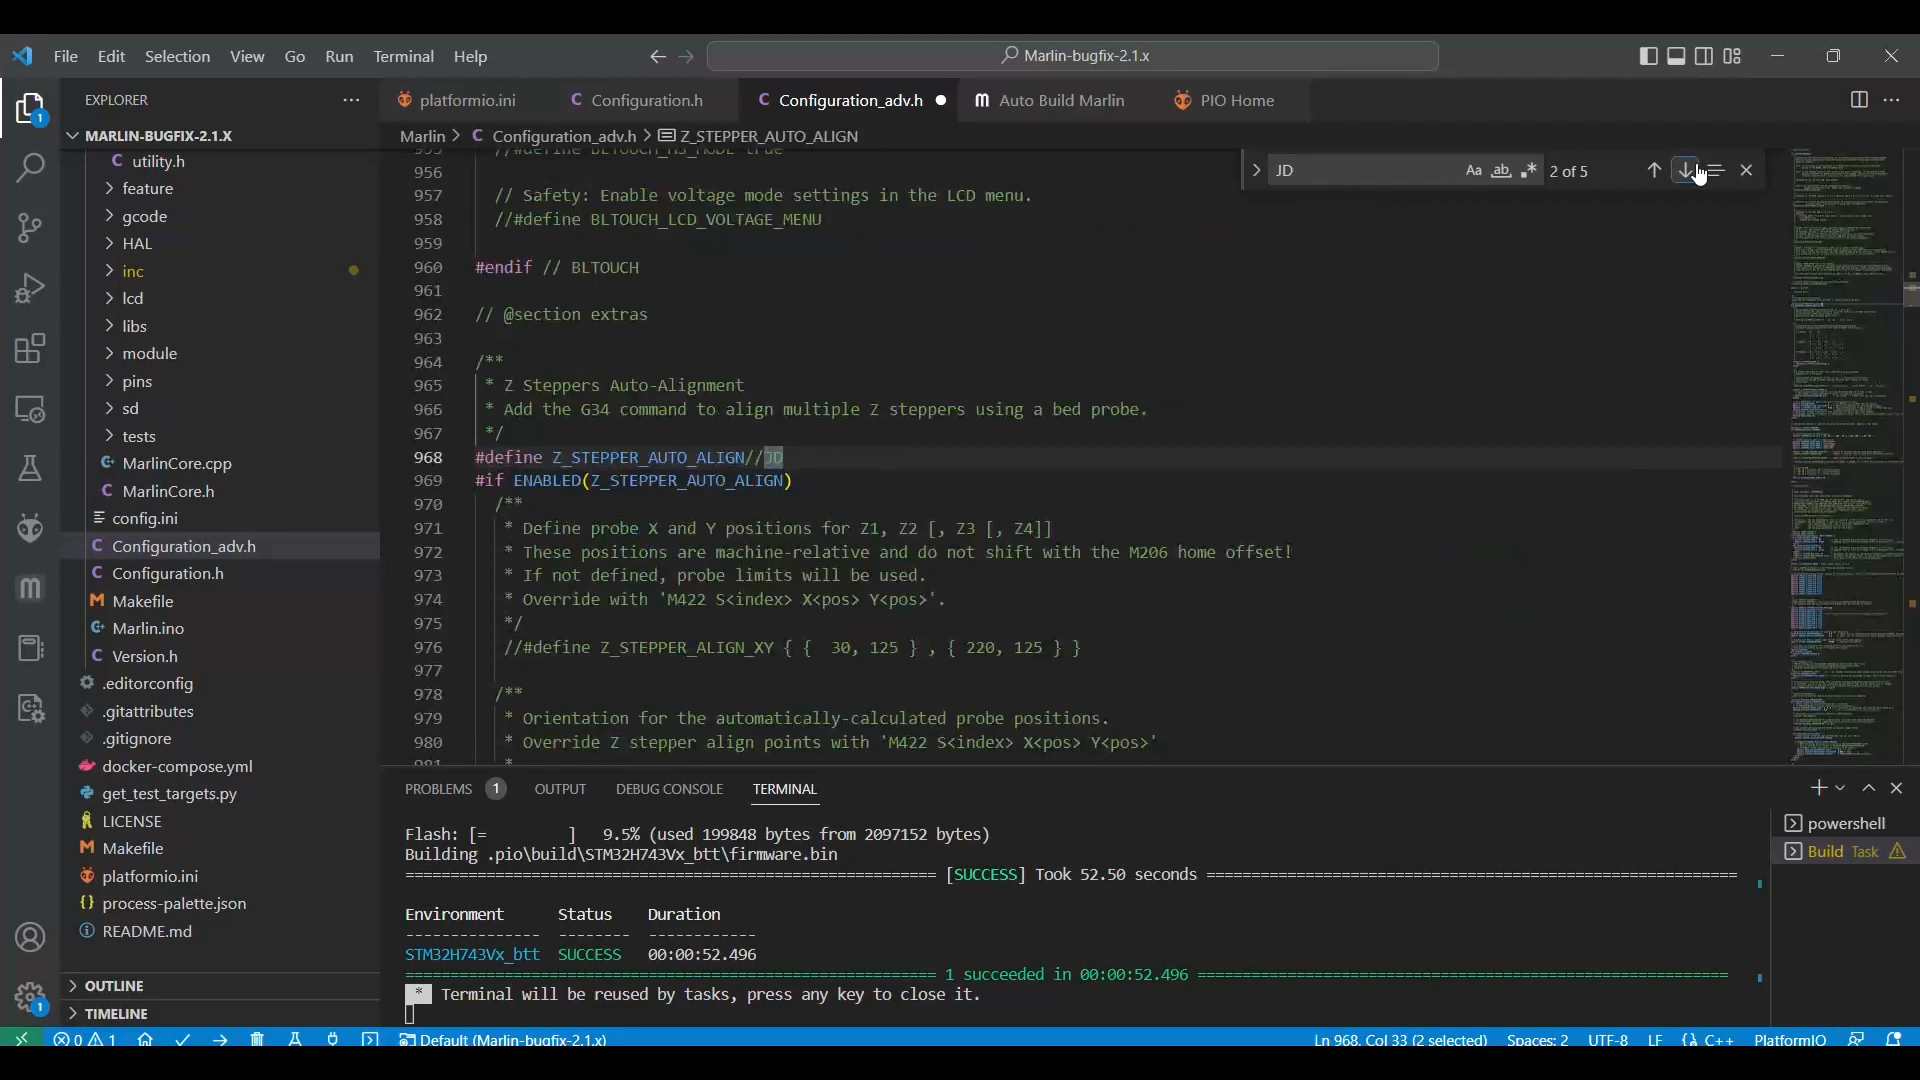 File Edit Selection View Go Run Terminal Help
Marlin-bugfix-2.1.x
EXPLORER
platformio.ini
Configuration.h
Configuration_adv.h
Auto Build Marlin
PIO Home
MARLIN-BUGFIX-2.1.X
Marlin > C Configuration_adv.h > Z_STEPPER_AUTO_ALIGN
utility.h
feature
gcode
HAL
inc
lcd
libs
module
pins
sd
tests
MarlinCore.cpp
MarlinCore.h
config.ini
Configuration_adv.h
Configuration.h
Makefile
Marlin.ino
Version.h
.editorconfig
.gitattributes
.gitignore
docker-compose.yml
get_test_targets.py
LICENSE
Makefile
platformio.ini
process-palette.json
README.md
OUTLINE
TIMELINE
JD
Aa ab 2 of 5
956
957 // Safety: Enable voltage mode settings in the LCD menu.
958 //#define BLTOUCH_LCD_VOLTAGE_MENU
959
960 #endif // BLTOUCH
961
962 // @section extras
963
964 /**
965 * Z Steppers Auto-Alignment
966 * Add the G34 command to align multiple Z steppers using a bed probe.
967 */
968 #define Z_STEPPER_AUTO_ALIGN//JD
969 #if ENABLED(Z_STEPPER_AUTO_ALIGN)
970 /**
971 * Define probe X and Y positions for Z1, Z2 [, Z3 [, Z4]]
972 * These positions are machine-relative and do not shift with the M206 home offset!
973 * If not defined, probe limits will be used.
974 * Override with 'M422 S<index> X<pos> Y<pos>'.
975 */
976 //#define Z_STEPPER_ALIGN_XY { {  30, 125 } , { 220, 125 } }
977
978 /**
979 * Orientation for the automatically-calculated probe positions.
980 * Override Z stepper align points with 'M422 S<index> X<pos> Y<pos>'
PROBLEMS 1 OUTPUT DEBUG CONSOLE TERMINAL
Flash: [=         ]   9.5% (used 199848 bytes from 2097152 bytes)
Building .pio\build\STM32H743Vx_btt\firmware.bin
[SUCCESS] Took 52.50 seconds
Environment Status Duration
STM32H743Vx_btt SUCCESS 00:00:52.496
1 succeeded in 00:00:52.496
* Terminal will be reused by tasks, press any key to close it.
powershell
Build Task
0 1 Default (Marlin-bugfix-2.1.x) Ln 968, Col 33 (2 selected) Spaces: 2 UTF-8 LF {} C++ PlatformIO